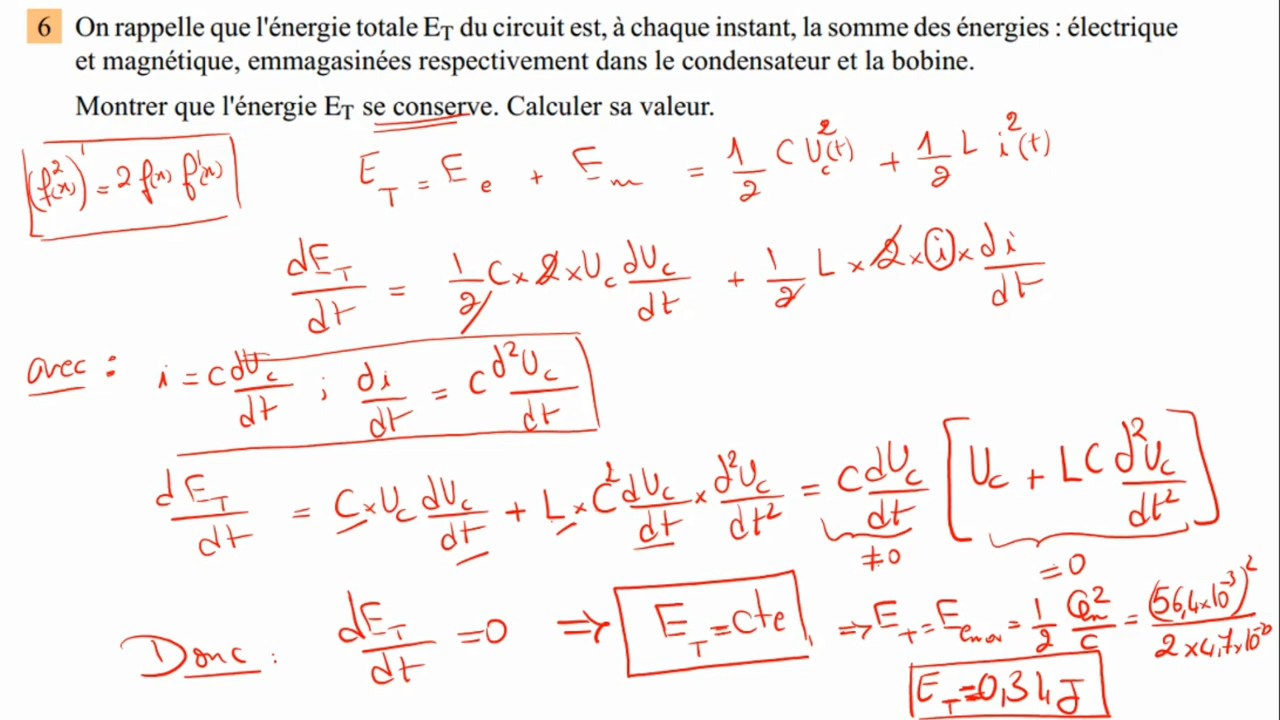 6 On rappelle que l'énergie totale E_T du circuit est, à chaque instant, la somme des énergies : électrique
et magnétique, emmagasinées respectivement dans le condensateur et la bobine.
Montrer que l'énergie E_T se conserve. Calculer sa valeur.
(f²(x))' = 2 f(x) f'(x)
E_T = E_e + E_m = 1/2 C U_c²(t) + 1/2 L i²(t)
dE_T/dt = 1/2 C × 2 × U_c dU_c/dt + 1/2 L × 2 × i × di/dt
avec : i = C dU_c/dt ; di/dt = C d²U_c/dt
dE_T/dt = C × U_c dU_c/dt + L × C² dU_c/dt × d²U_c/dt² = C dU_c/dt [U_c + LC d²U_c/dt²]
≠0 =0
Donc : dE_T/dt = 0 ⇒ E_T = cte ⇒ E_T = E_emax = 1/2 Q_m²/C = (56,4×10⁻³)²/2×4,7×10
E_T = 0,34 J